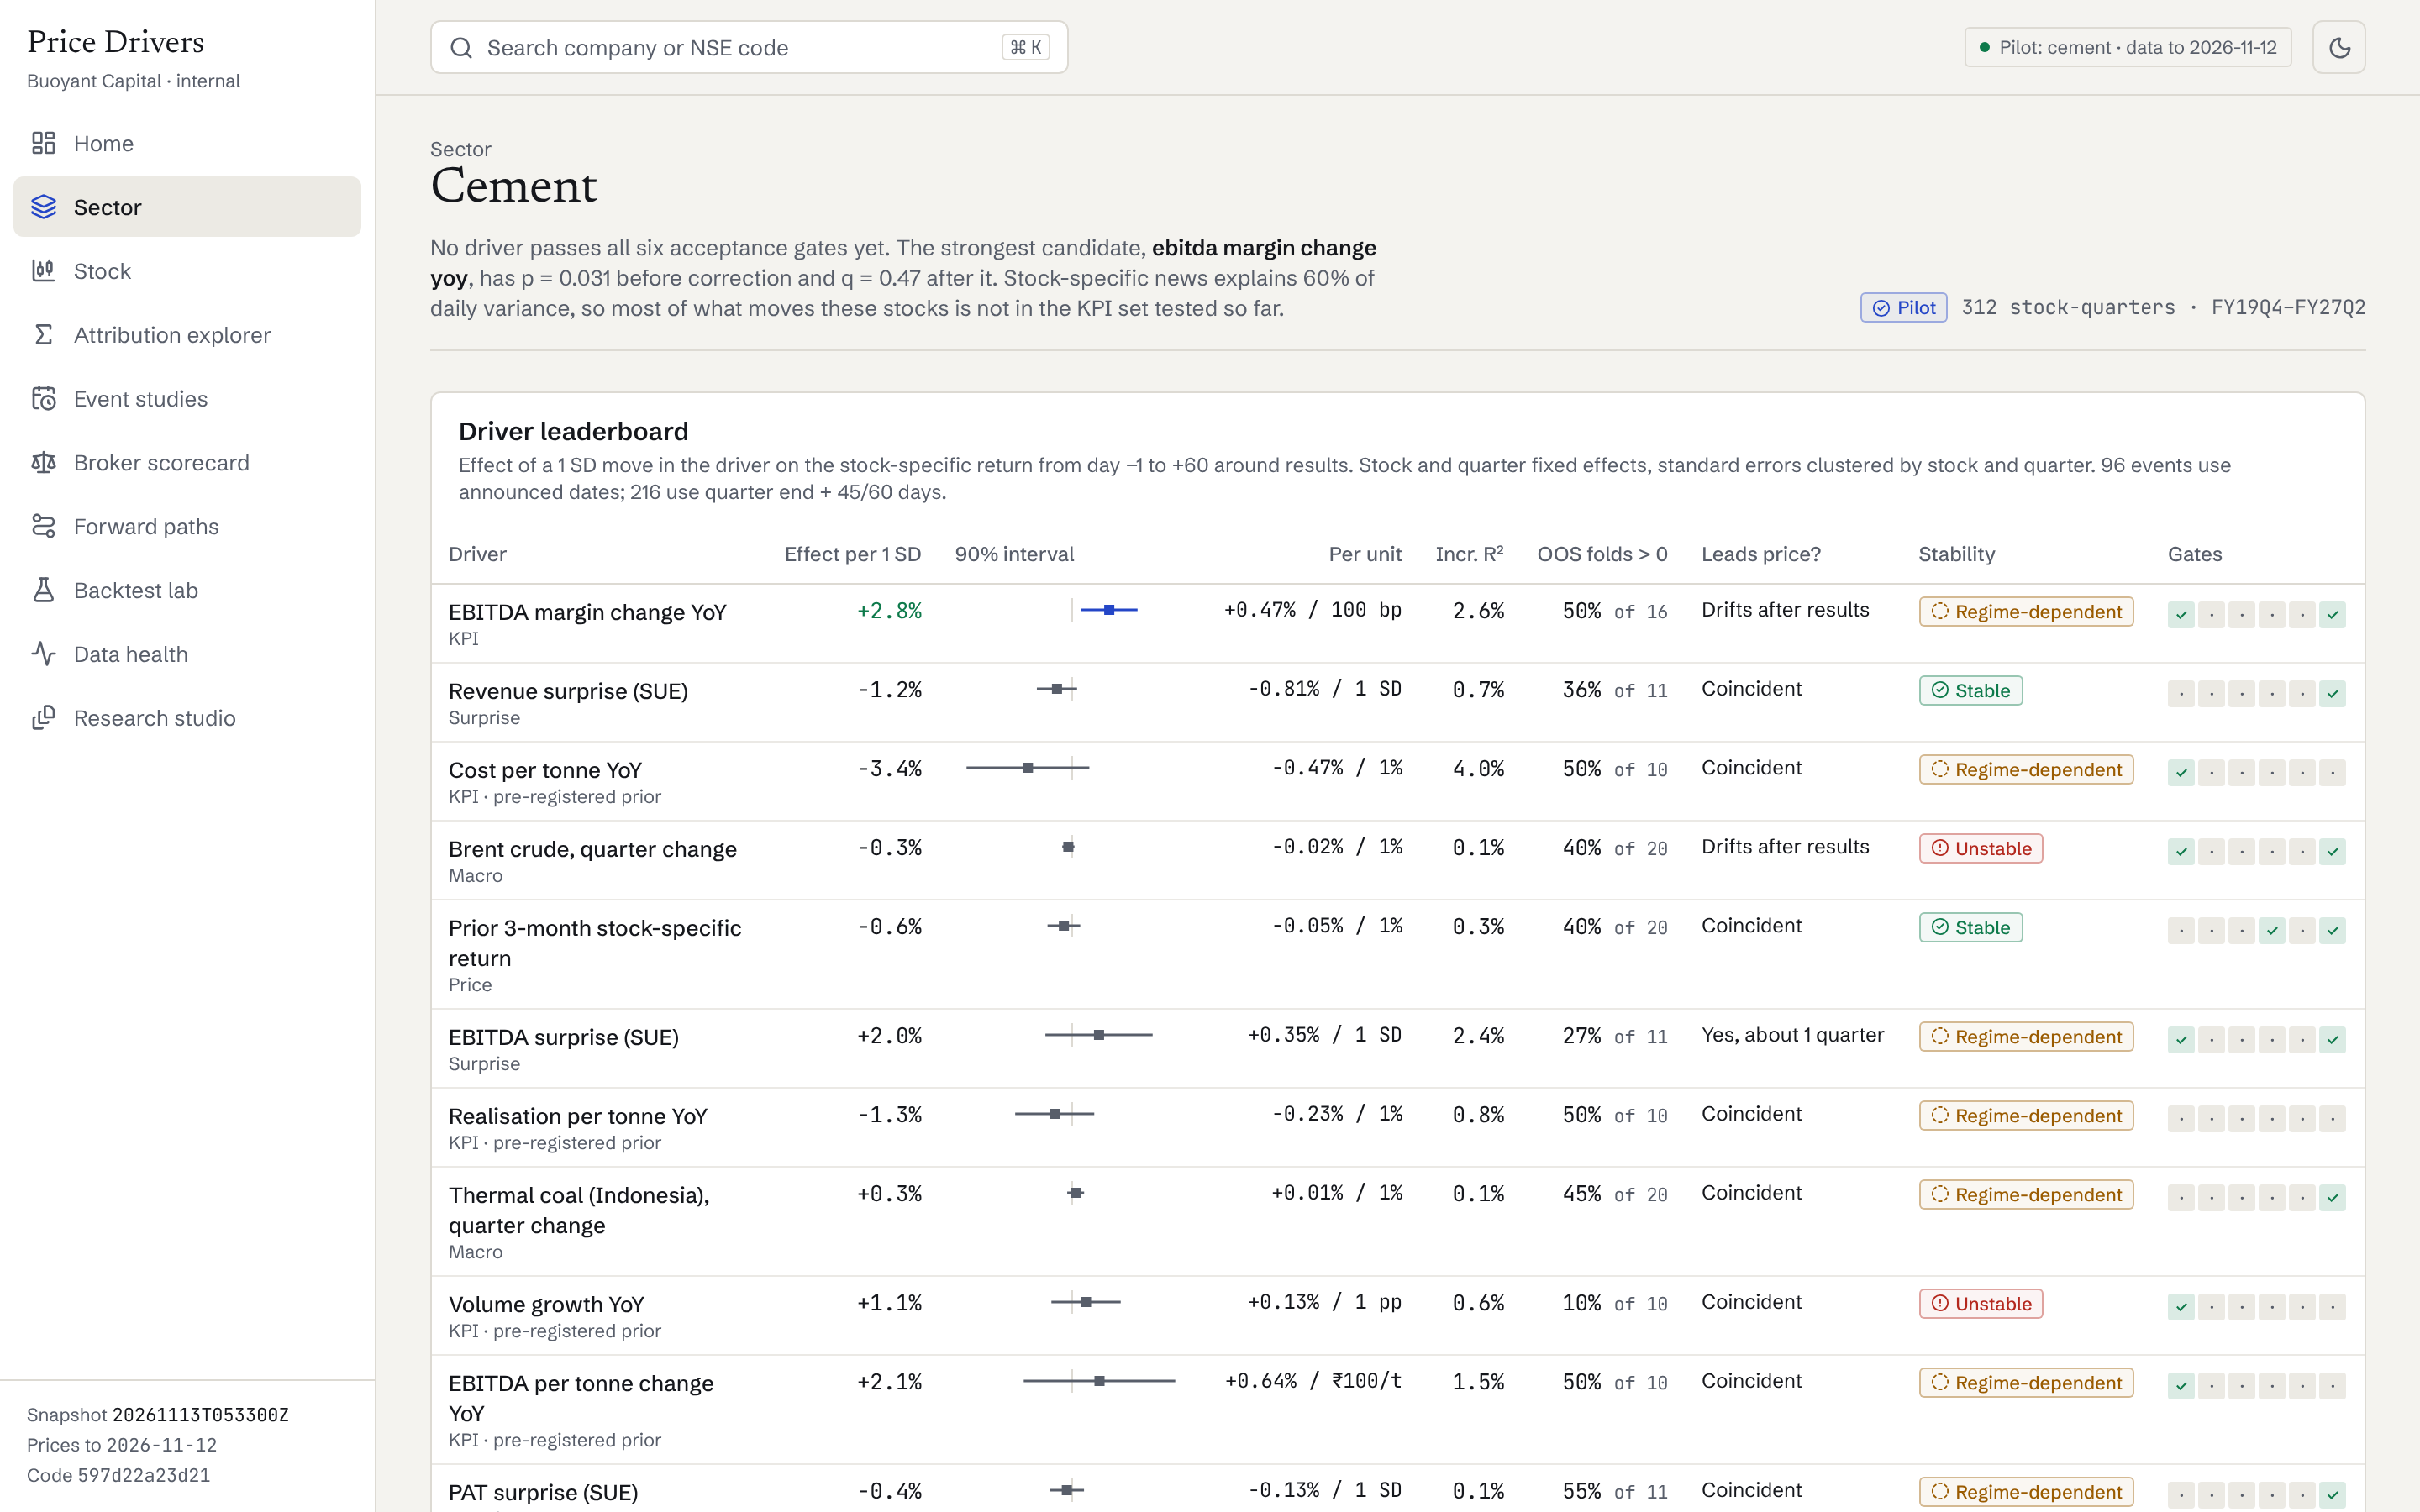 Price Drivers
Buoyant Capital · internal
Home
Sector
Stock
Attribution explorer
Event studies
Broker scorecard
Forward paths
Backtest lab
Data health
Research studio
Snapshot 20261113T053300Z
Prices to 2026-11-12
Code 597d22a23d21
Search company or NSE code ⌘ K
Pilot: cement · data to 2026-11-12
Sector
Cement
No driver passes all six acceptance gates yet. The strongest candidate, ebitda margin change
yoy, has p = 0.031 before correction and q = 0.47 after it. Stock-specific news explains 60% of
daily variance, so most of what moves these stocks is not in the KPI set tested so far.
Pilot 312 stock-quarters · FY19Q4–FY27Q2
Driver leaderboard
Effect of a 1 SD move in the driver on the stock-specific return from day −1 to +60 around results. Stock and quarter fixed effects, standard errors clustered by stock and quarter. 96 events use
announced dates; 216 use quarter end + 45/60 days.
Driver Effect per 1 SD 90% interval Per unit Incr. R² OOS folds > 0 Leads price? Stability Gates
EBITDA margin change YoY +2.8% +0.47% / 100 bp 2.6% 50% of 16 Drifts after results Regime-dependent
KPI
Revenue surprise (SUE) -1.2% -0.81% / 1 SD 0.7% 36% of 11 Coincident Stable
Surprise
Cost per tonne YoY -3.4% -0.47% / 1% 4.0% 50% of 10 Coincident Regime-dependent
KPI · pre-registered prior
Brent crude, quarter change -0.3% -0.02% / 1% 0.1% 40% of 20 Drifts after results Unstable
Macro
Prior 3-month stock-specific -0.6% -0.05% / 1% 0.3% 40% of 20 Coincident Stable
return
Price
EBITDA surprise (SUE) +2.0% +0.35% / 1 SD 2.4% 27% of 11 Yes, about 1 quarter Regime-dependent
Surprise
Realisation per tonne YoY -1.3% -0.23% / 1% 0.8% 50% of 10 Coincident Regime-dependent
KPI · pre-registered prior
Thermal coal (Indonesia), +0.3% +0.01% / 1% 0.1% 45% of 20 Coincident Regime-dependent
quarter change
Macro
Volume growth YoY +1.1% +0.13% / 1 pp 0.6% 10% of 10 Coincident Unstable
KPI · pre-registered prior
EBITDA per tonne change +2.1% +0.64% / ₹100/t 1.5% 50% of 10 Coincident Regime-dependent
YoY
KPI · pre-registered prior
PAT surprise (SUE) -0.4% -0.13% / 1 SD 0.1% 55% of 11 Coincident Regime-dependent